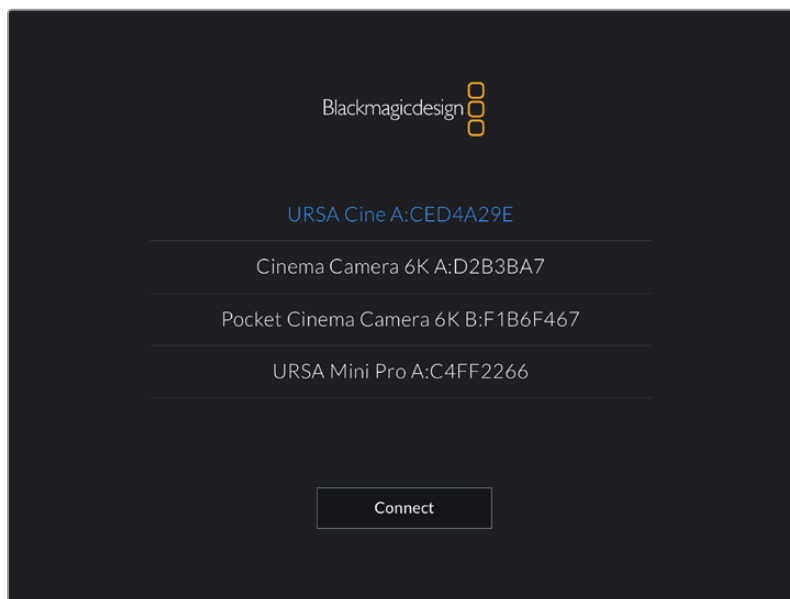 Blackmagicdesign
URSA Cine A:CED4A29E
Cinema Camera 6K A:D2B3BA7
Pocket Cinema Camera 6K B:F1B6F467
URSA Mini Pro A:C4FF2266
Connect